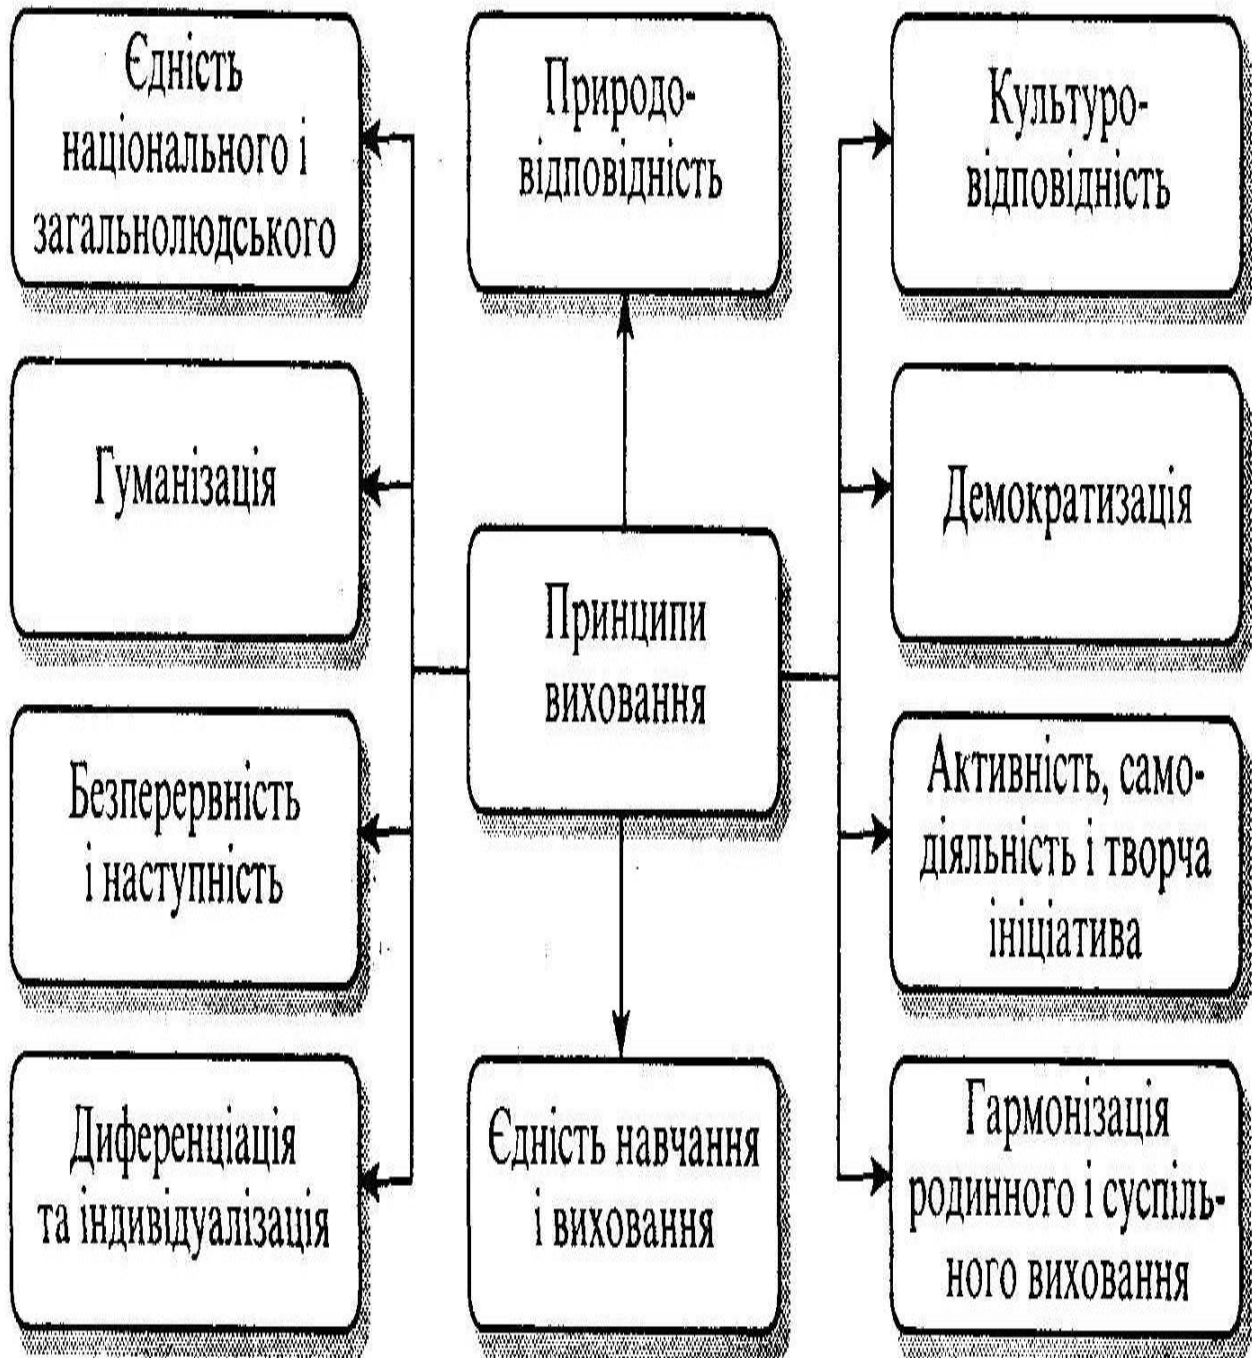 Єдність
національного і
загальнолюдського
Природо-
відповідність
Культуро-
відповідність
Гуманізація
Демократизація
Принципи
виховання
Безперервність
і наступність
Активність, само-
діяльність і творча
ініціатива
Диференціація
та індивідуалізація
Єдність навчання
і виховання
Гармонізація
родинного і суспіль-
ного виховання